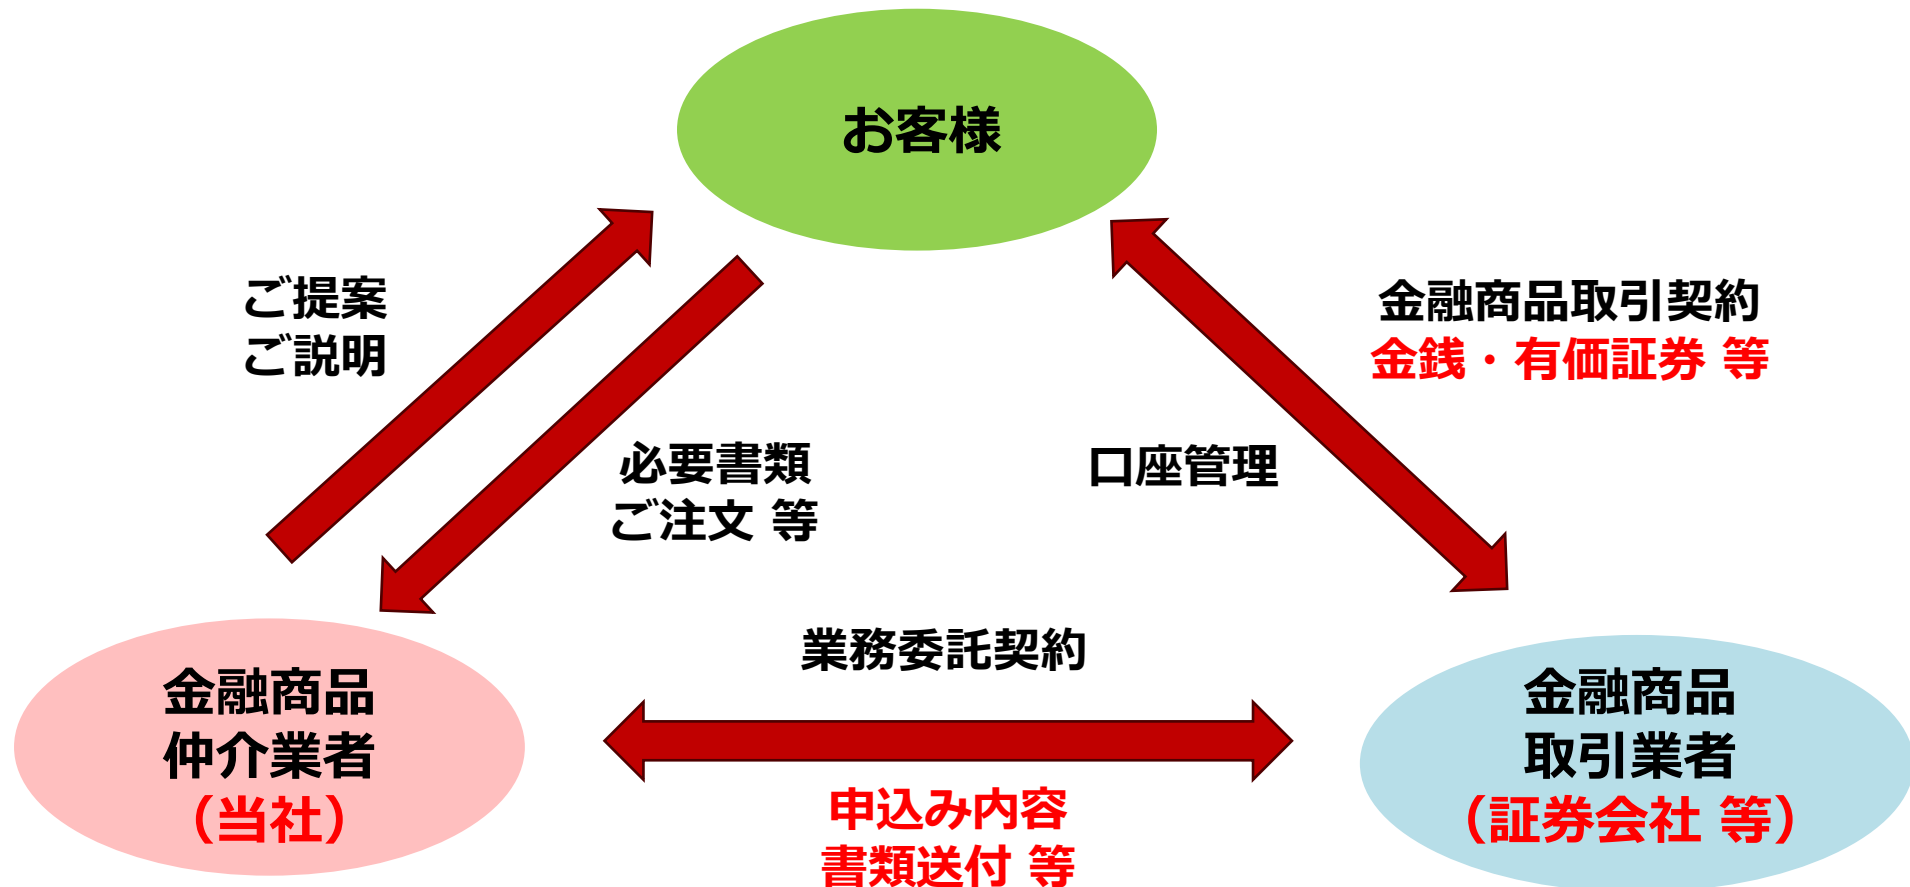 お客様
ご提案
ご説明
金融商品取引契約
金銭・有価証券 等
必要書類
ご注文 等
口座管理
業務委託契約
金融商品
仲介業者
（当社）
金融商品
取引業者
（証券会社 等）
申込み内容
書類送付 等